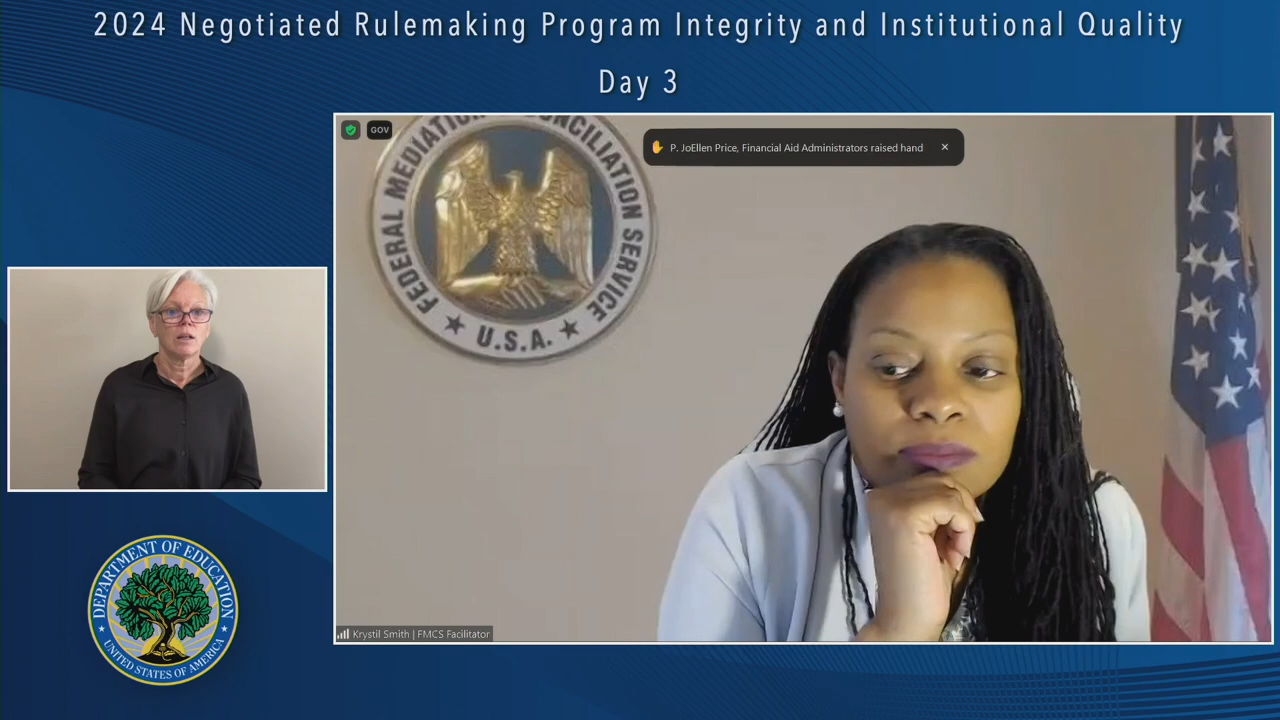 2024 Negotiated Rulemaking Program Integrity and Institutional Quality
Day 3
GOV
P. JoEllen Price, Financial Aid Administrators raised hand
FEDERAL MEDIATION CONCILIATION SERVICE
U.S.A.
Krystil Smith | FMCS Facilitator
DEPARTMENT OF EDUCATION
UNITED STATES OF AMERICA